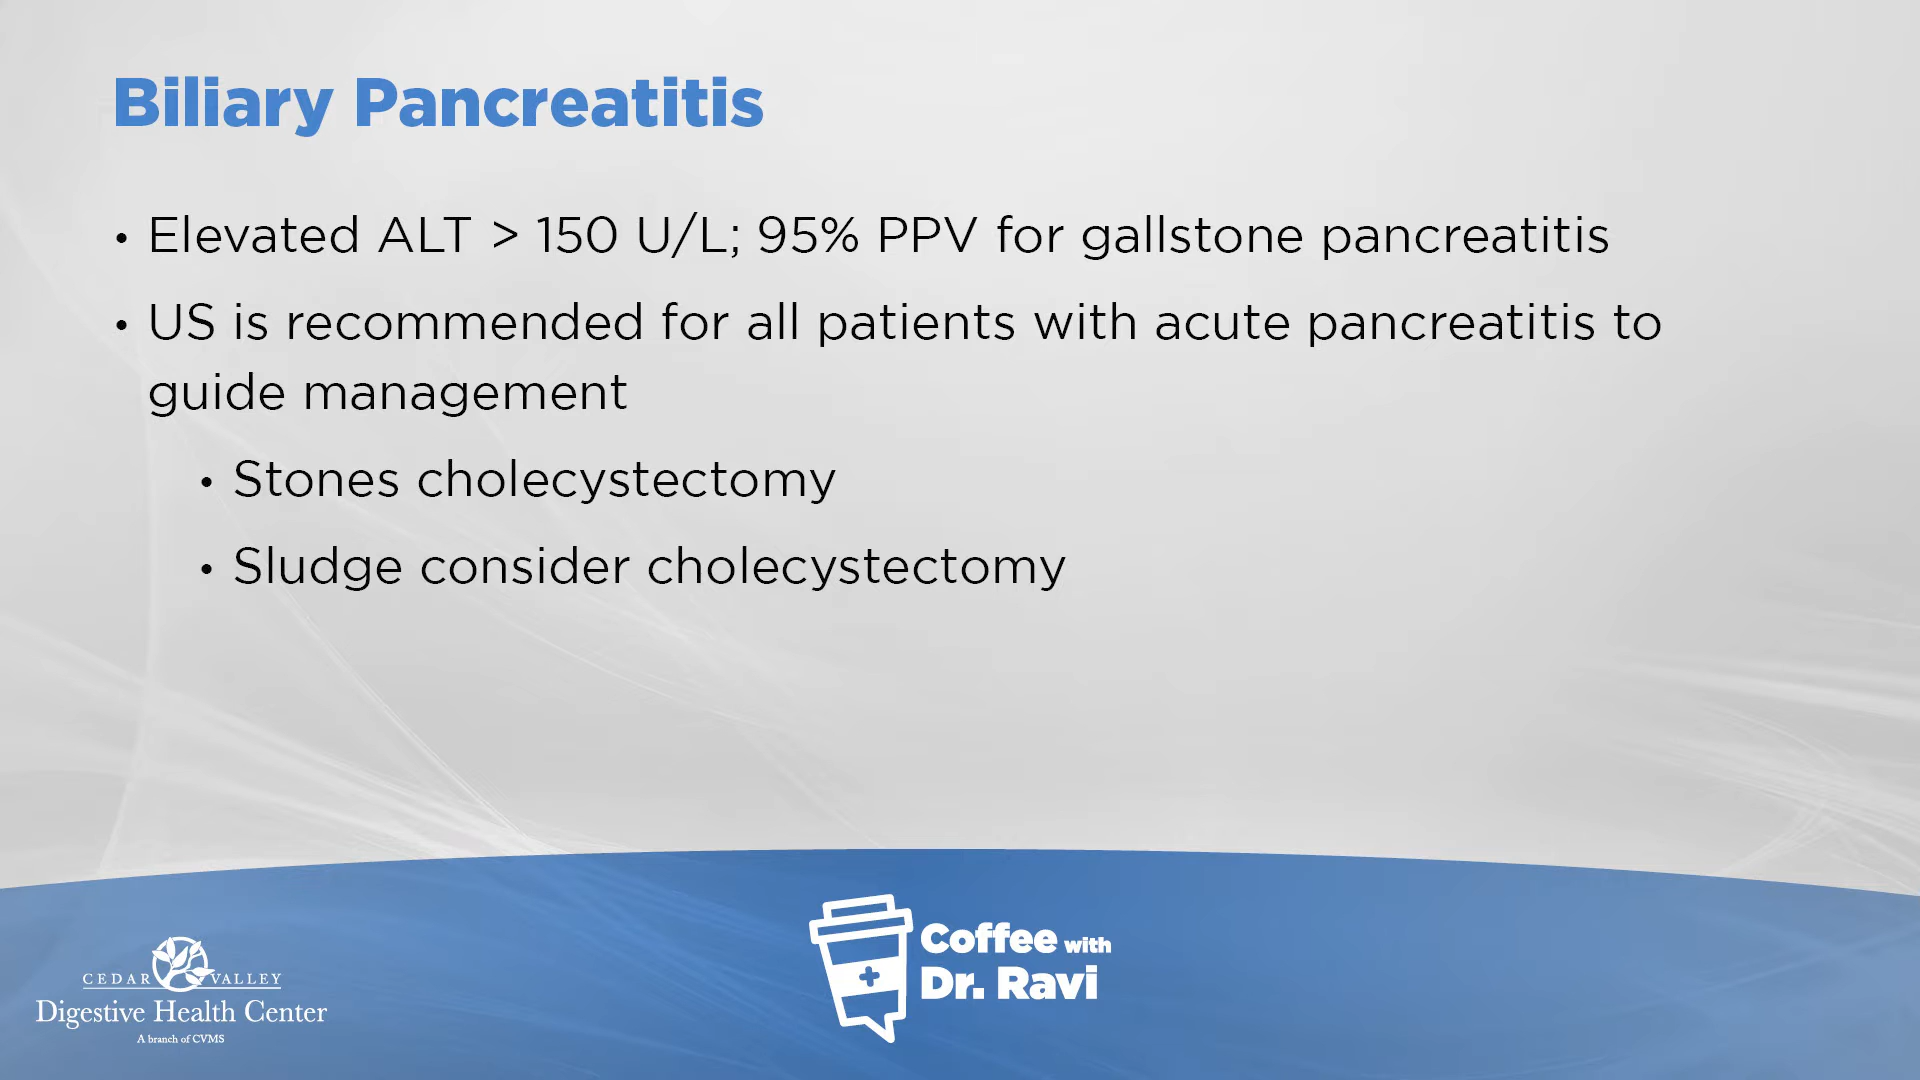 Biliary Pancreatitis
• Elevated ALT > 150 U/L; 95% PPV for gallstone pancreatitis
• US is recommended for all patients with acute pancreatitis to
guide management
• Stones cholecystectomy
• Sludge consider cholecystectomy
Coffee with
Dr. Ravi
CEDAR VALLEY
Digestive Health Center
A branch of CVMS